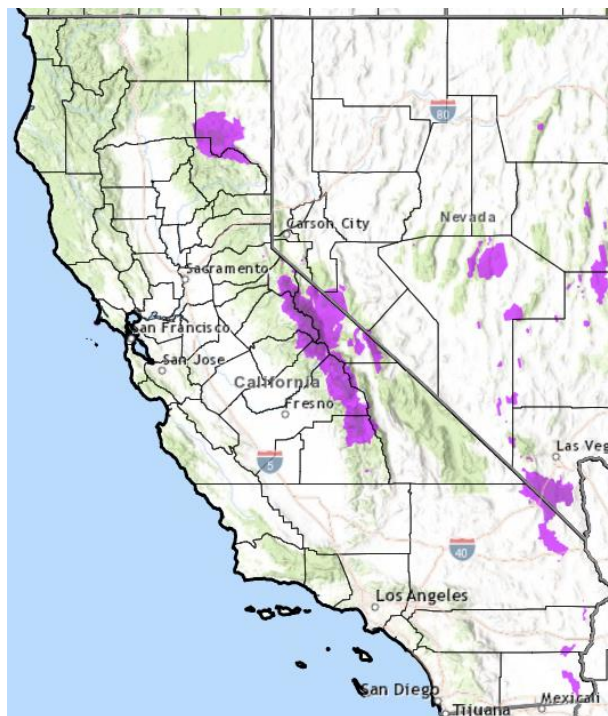 80
Carson City
Nevada
Sacramento
San Francisco
San Jose
California
Fresno
Las Veg
5
40
Los Angeles
San Diego
Mexicali
Tijuana